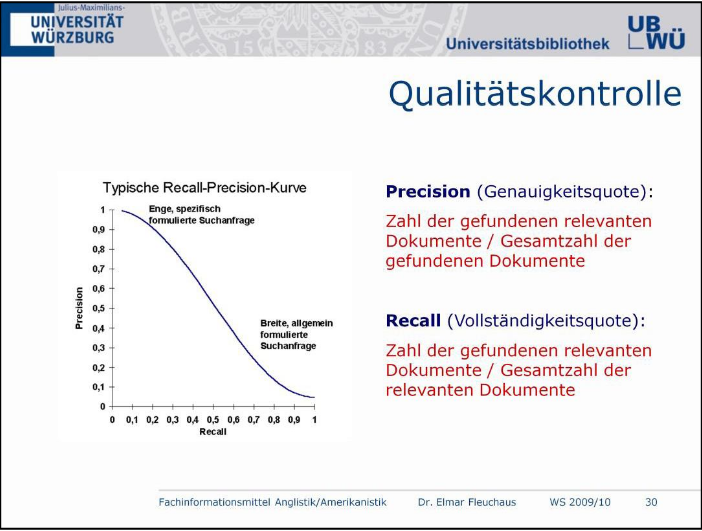 Julius-Maximilians-
UNIVERSITÄT
WÜRZBURG
Universitätsbibliothek
UB
WÜ
Qualitätskontrolle
Typische Recall-Precision-Kurve
Enge, spezifisch
formulierte Suchanfrage
Breite, allgemein
formulierte
Suchanfrage
Precision
1
0,9
0,8
0,7
0,6
0,5
0,4
0,3
0,2
0,1
0
0 0,1 0,2 0,3 0,4 0,5 0,6 0,7 0,8 0,9 1
Recall
Precision (Genauigkeitsquote):
Zahl der gefundenen relevanten
Dokumente / Gesamtzahl der
gefundenen Dokumente
Recall (Vollständigkeitsquote):
Zahl der gefundenen relevanten
Dokumente / Gesamtzahl der
relevanten Dokumente
Fachinformationsmittel Anglistik/Amerikanistik Dr. Elmar Fleuchaus WS 2009/10 30